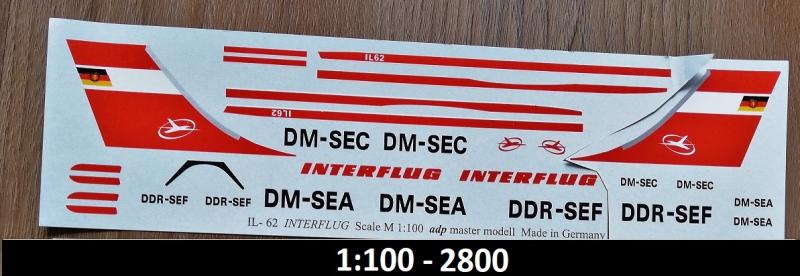 IL62
IL62
DM-SEC DM-SEC
INTERFLUG INTERFLUG
DM-SEC DM-SEC
DDR-SEF DDR-SEF DM-SEA DM-SEA DDR-SEF DDR-SEF DM-SEA
DM-SEA
IL- 62 INTERFLUG Scale M 1:100 adp master modell Made in Germany
1:100 - 2800